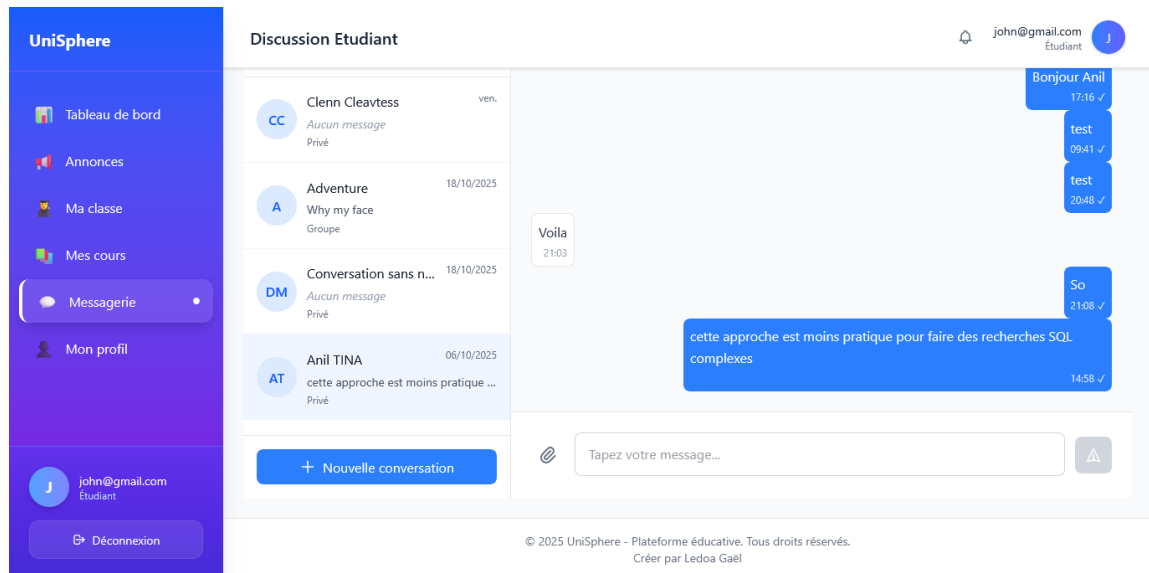 UniSphere
Tableau de bord
Annonces
Ma classe
Mes cours
Messagerie
Mon profil
J
john@gmail.com
Étudiant
Déconnexion
Discussion Etudiant
john@gmail.com
Étudiant
J
CC
Clenn Cleavtess
ven.
Aucun message
Privé
A
Adventure
18/10/2025
Why my face
Groupe
DM
Conversation sans n...
18/10/2025
Aucun message
Privé
AT
Anil TINA
06/10/2025
cette approche est moins pratique ...
Privé
+ Nouvelle conversation
Bonjour Anil
17:16 ✓
test
09:41 ✓
test
20:48 ✓
Voila
21:03
So
21:08 ✓
cette approche est moins pratique pour faire des recherches SQL
complexes
14:58 ✓
Tapez votre message...
© 2025 UniSphere - Plateforme éducative. Tous droits réservés.
Créer par Ledoa Gaël